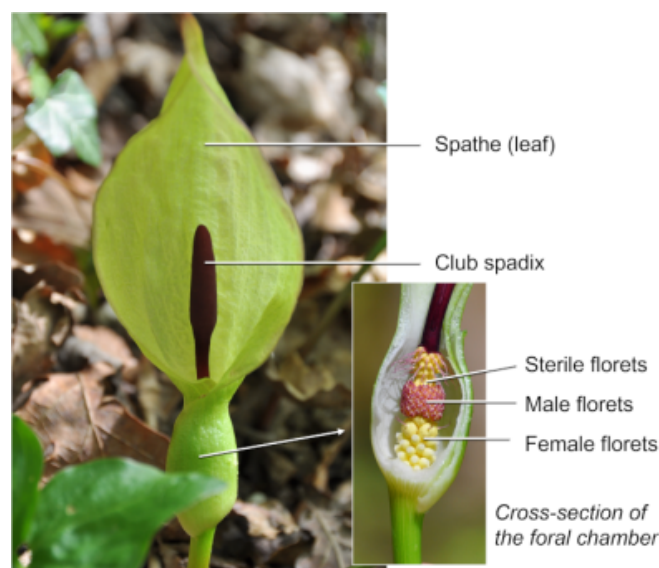 Spathe (leaf)
Club spadix
Sterile florets
Male florets
Female florets
Cross-section of
the foral chamber